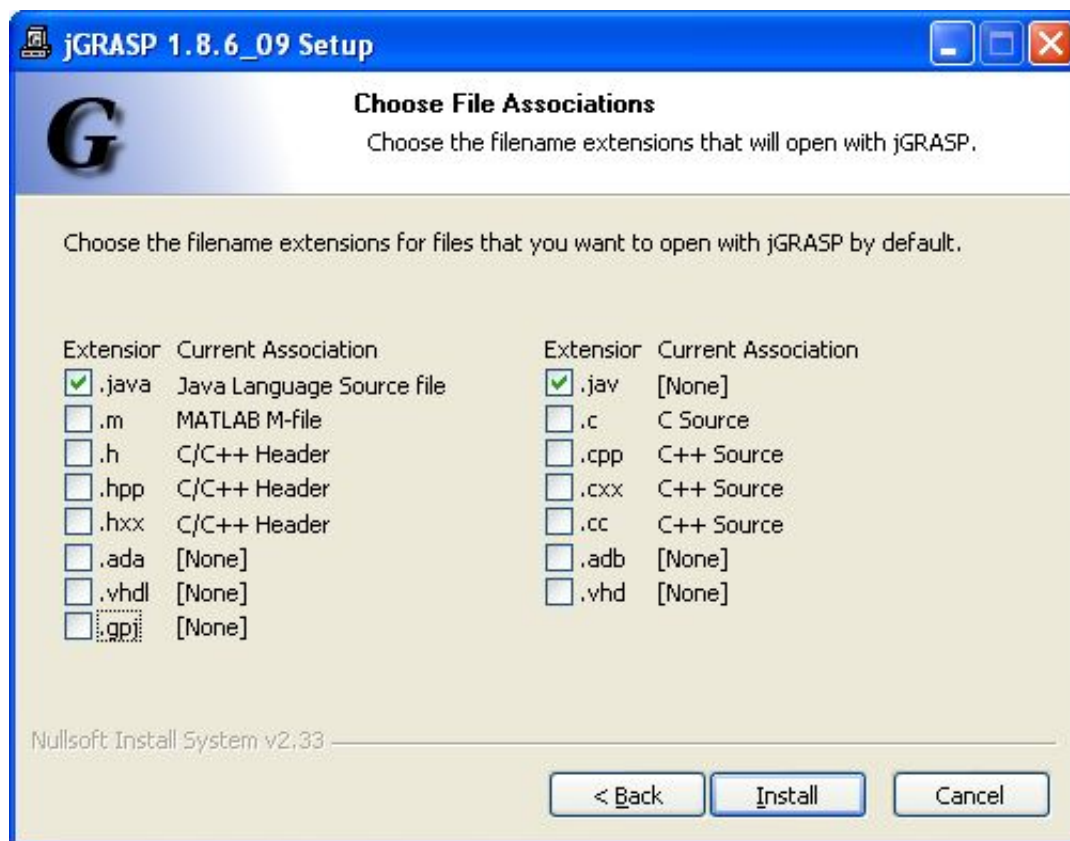 jGRASP 1.8.6_09 Setup
G
Choose File Associations
Choose the filename extensions that will open with jGRASP.
Choose the filename extensions for files that you want to open with jGRASP by default.
Extension Current Association
.java Java Language Source file
.m MATLAB M-file
.h C/C++ Header
.hpp C/C++ Header
.hxx C/C++ Header
.ada [None]
.vhdl [None]
.gpj [None]
Extension Current Association
.jav [None]
.c C Source
.cpp C++ Source
.cxx C++ Source
.cc C++ Source
.adb [None]
.vhd [None]
Nullsoft Install System v2.33
< Back
Install
Cancel